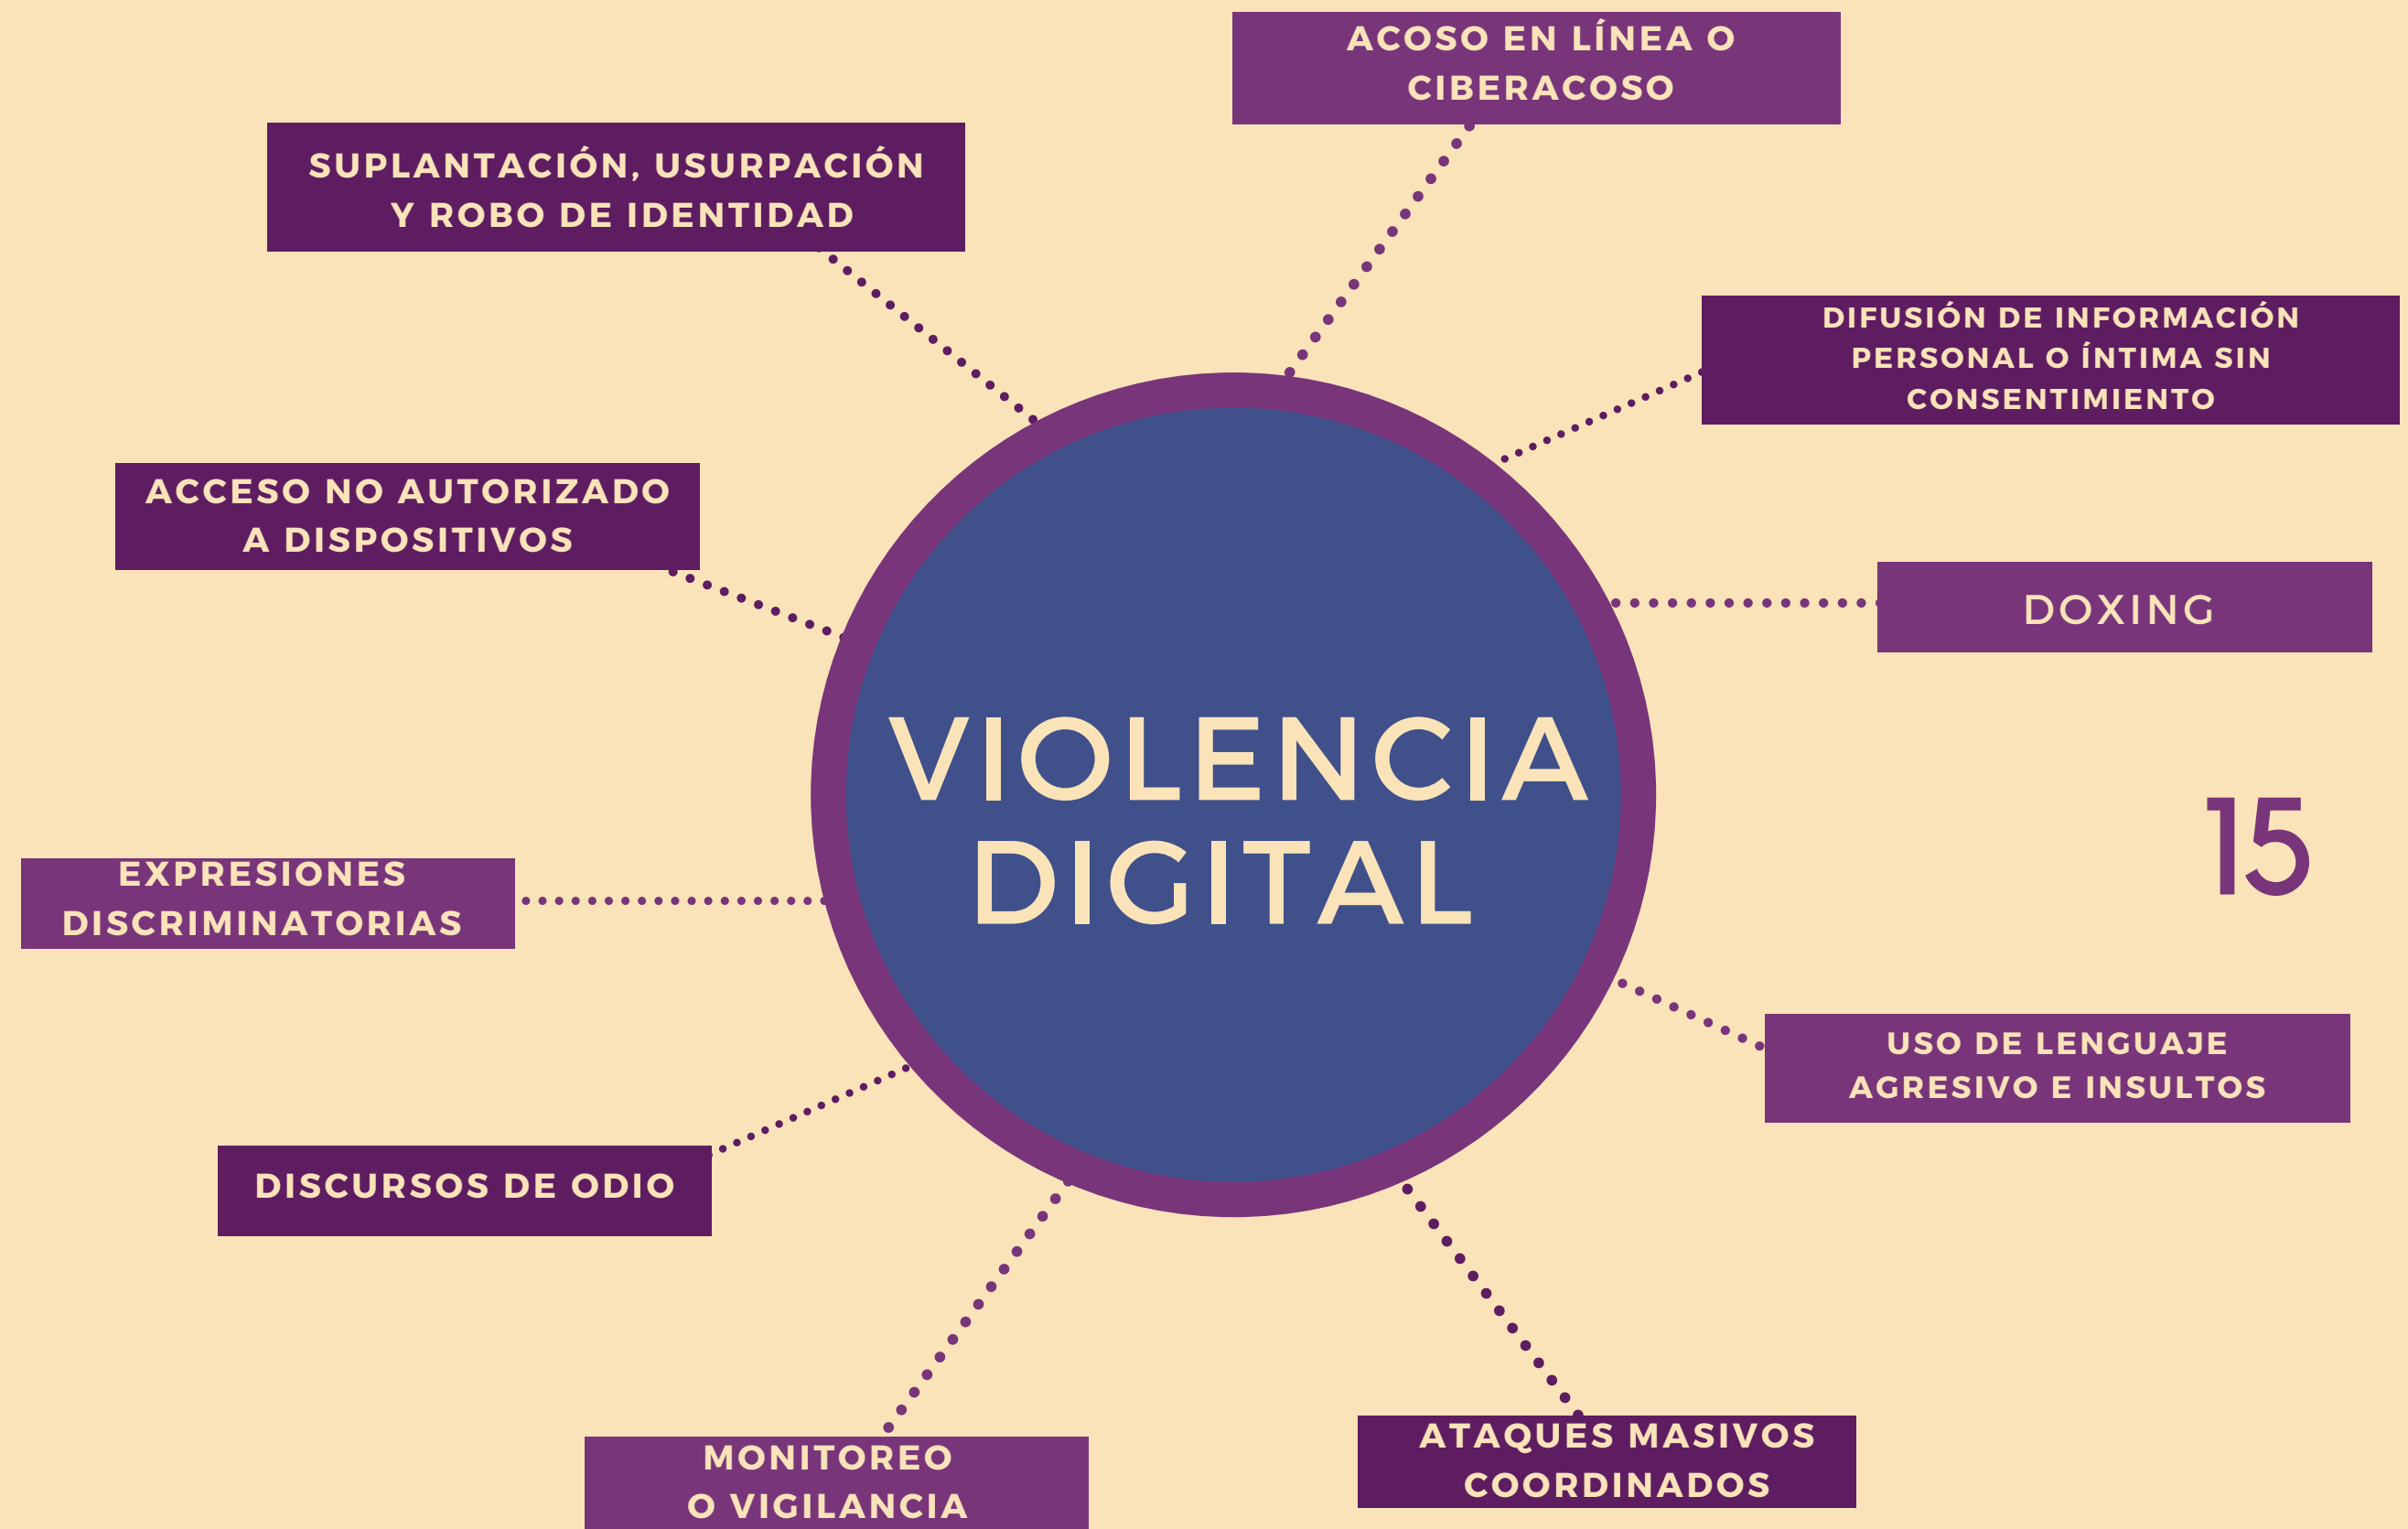 ACOSO EN LÍNEA O
CIBERACOSO
SUPLANTACIÓN, USURPACIÓN
Y ROBO DE IDENTIDAD
DIFUSIÓN DE INFORMACIÓN
PERSONAL O ÍNTIMA SIN
CONSENTIMIENTO
ACCESO NO AUTORIZADO
A DISPOSITIVOS
DOXING
VIOLENCIA
DIGITAL
15
EXPRESIONES
DISCRIMINATORIAS
USO DE LENGUAJE
AGRESIVO E INSULTOS
DISCURSOS DE ODIO
ATAQUES MASIVOS
COORDINADOS
MONITOREO
O VIGILANCIA